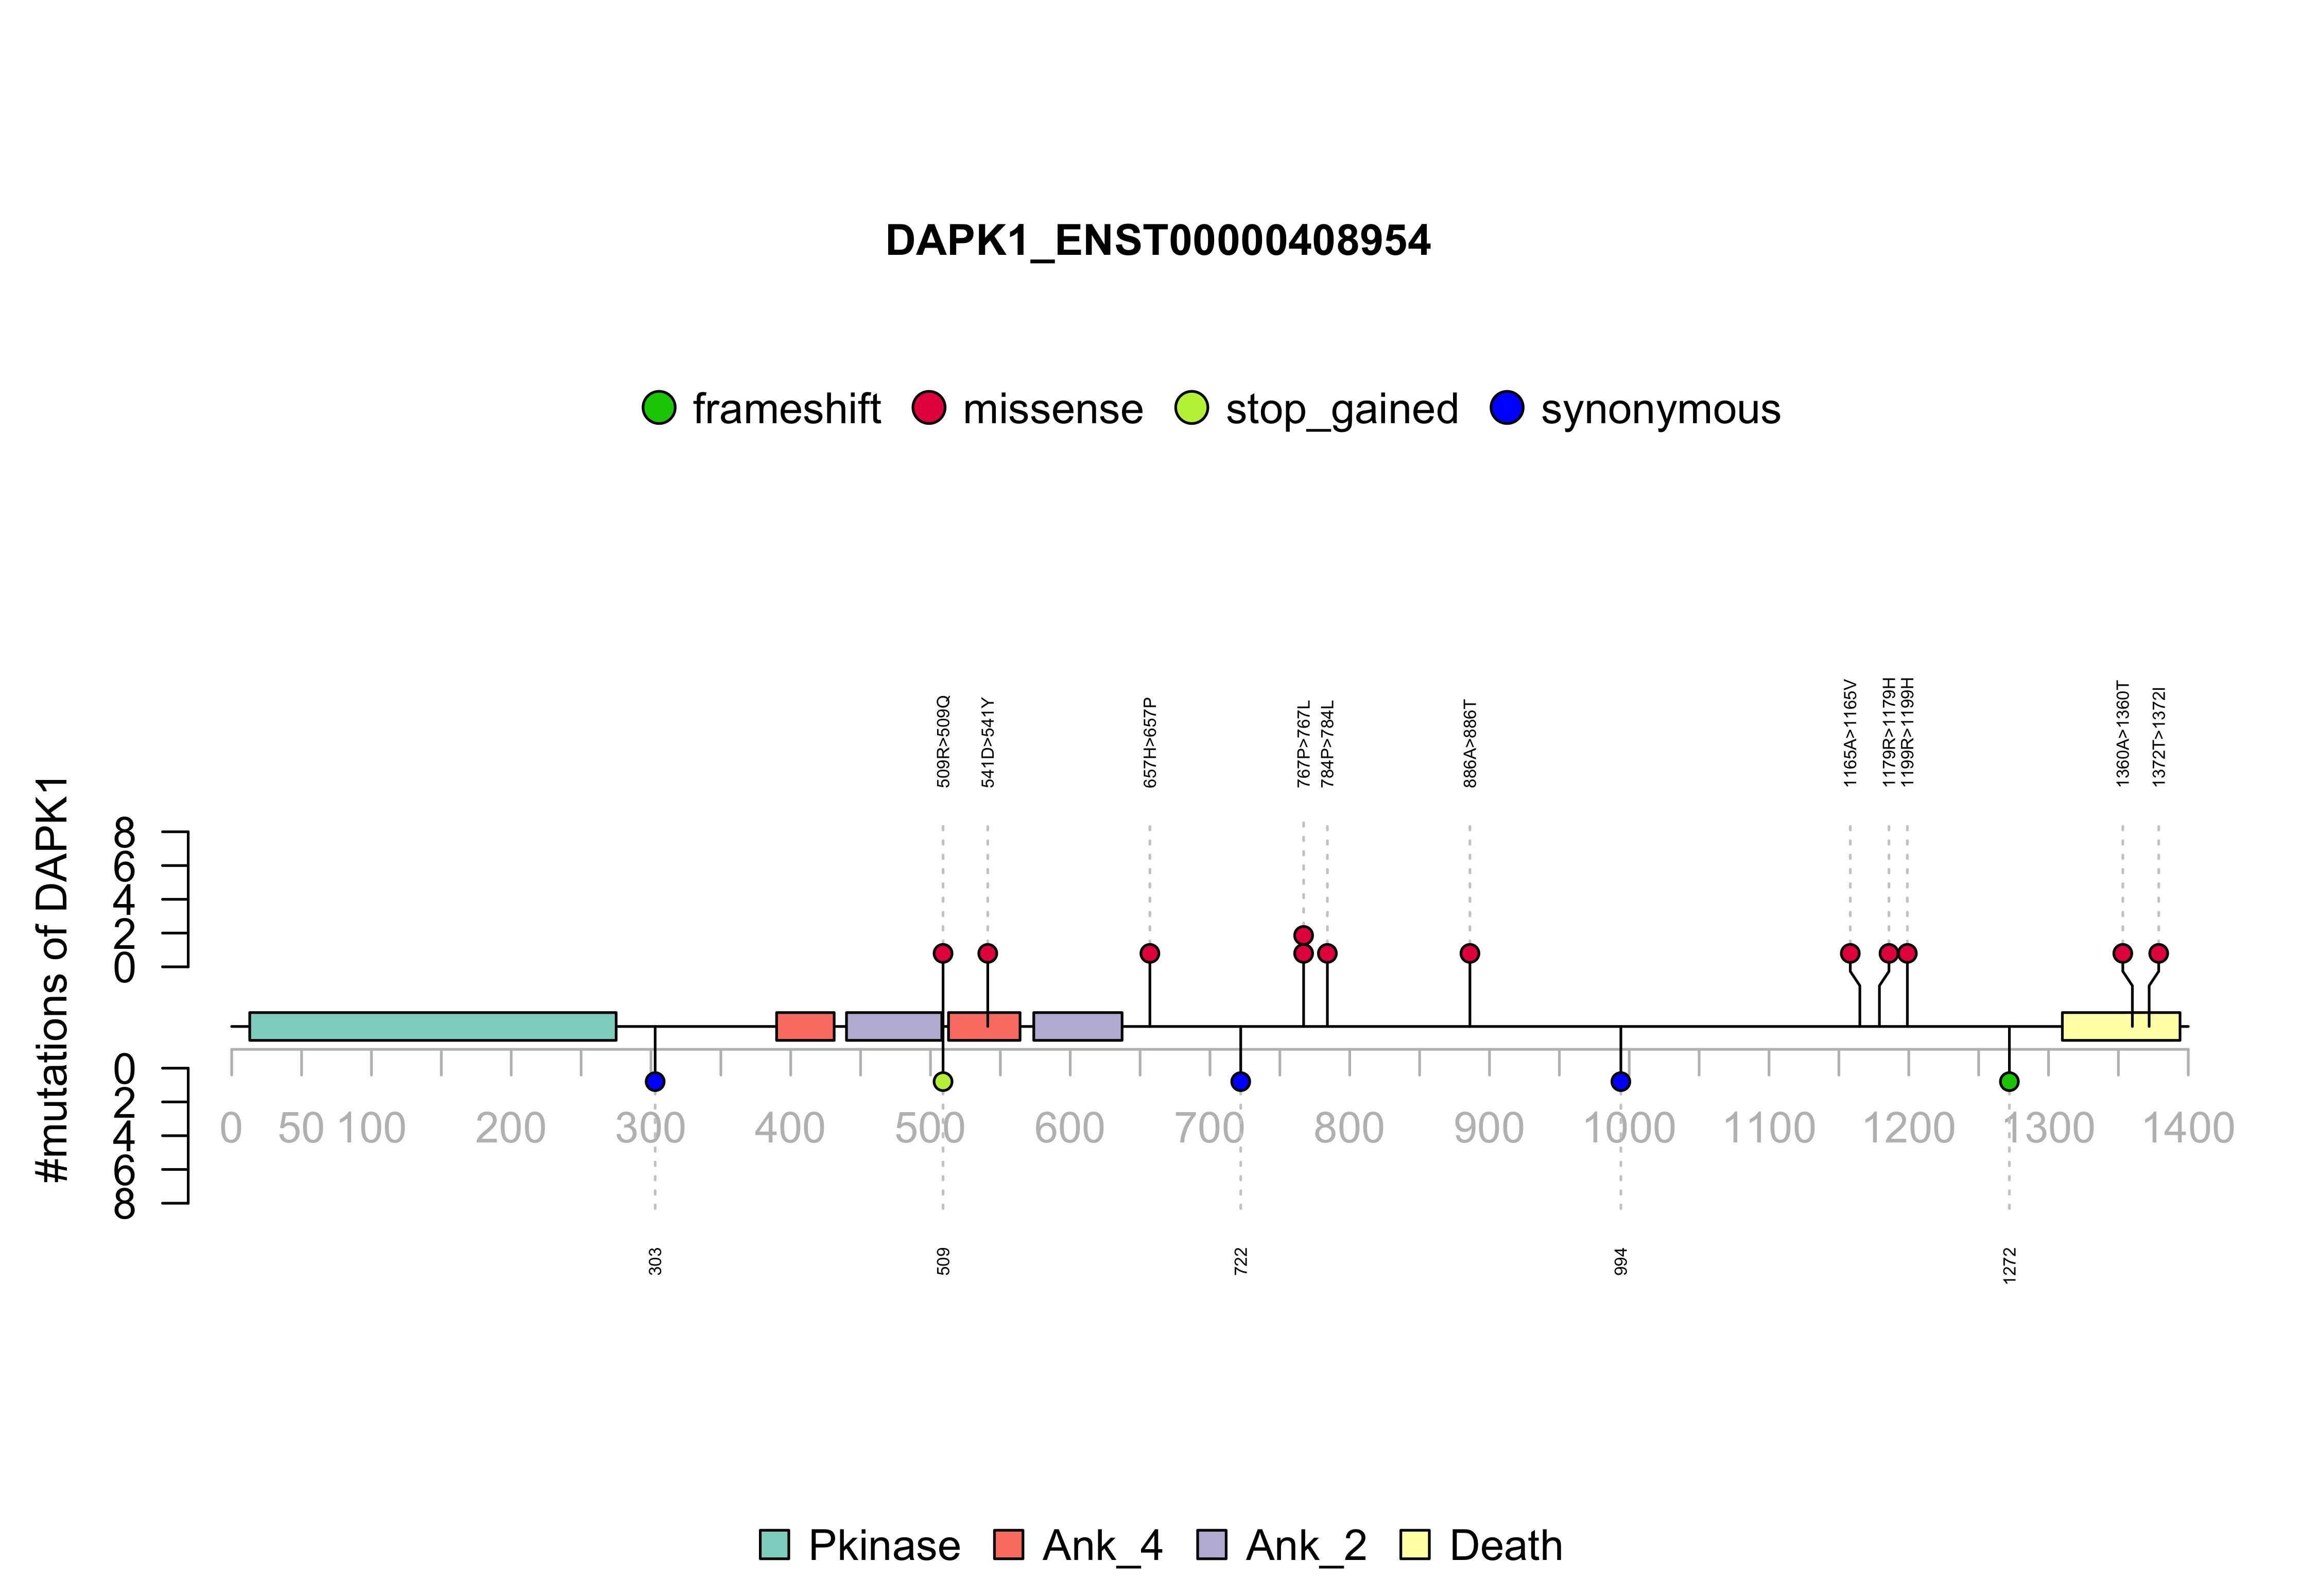 DAPK1_ENST00000408954
frameshift missense stop_gained synonymous
509R>509Q 541D>541Y 657H>657P 767P>767L 784P>784L 886A>886T 1165A>1165V 1179R>1179H 1199R>1199H 1360A>1360T 1372T>1372I
#mutations of DAPK1
8
6
4
2
0
0
2
4
6
8
0 50 100 200 300 400 500 600 700 800 900 1000 1100 1200 1300 1400
303 509 722 994 1272
Pkinase Ank_4 Ank_2 Death